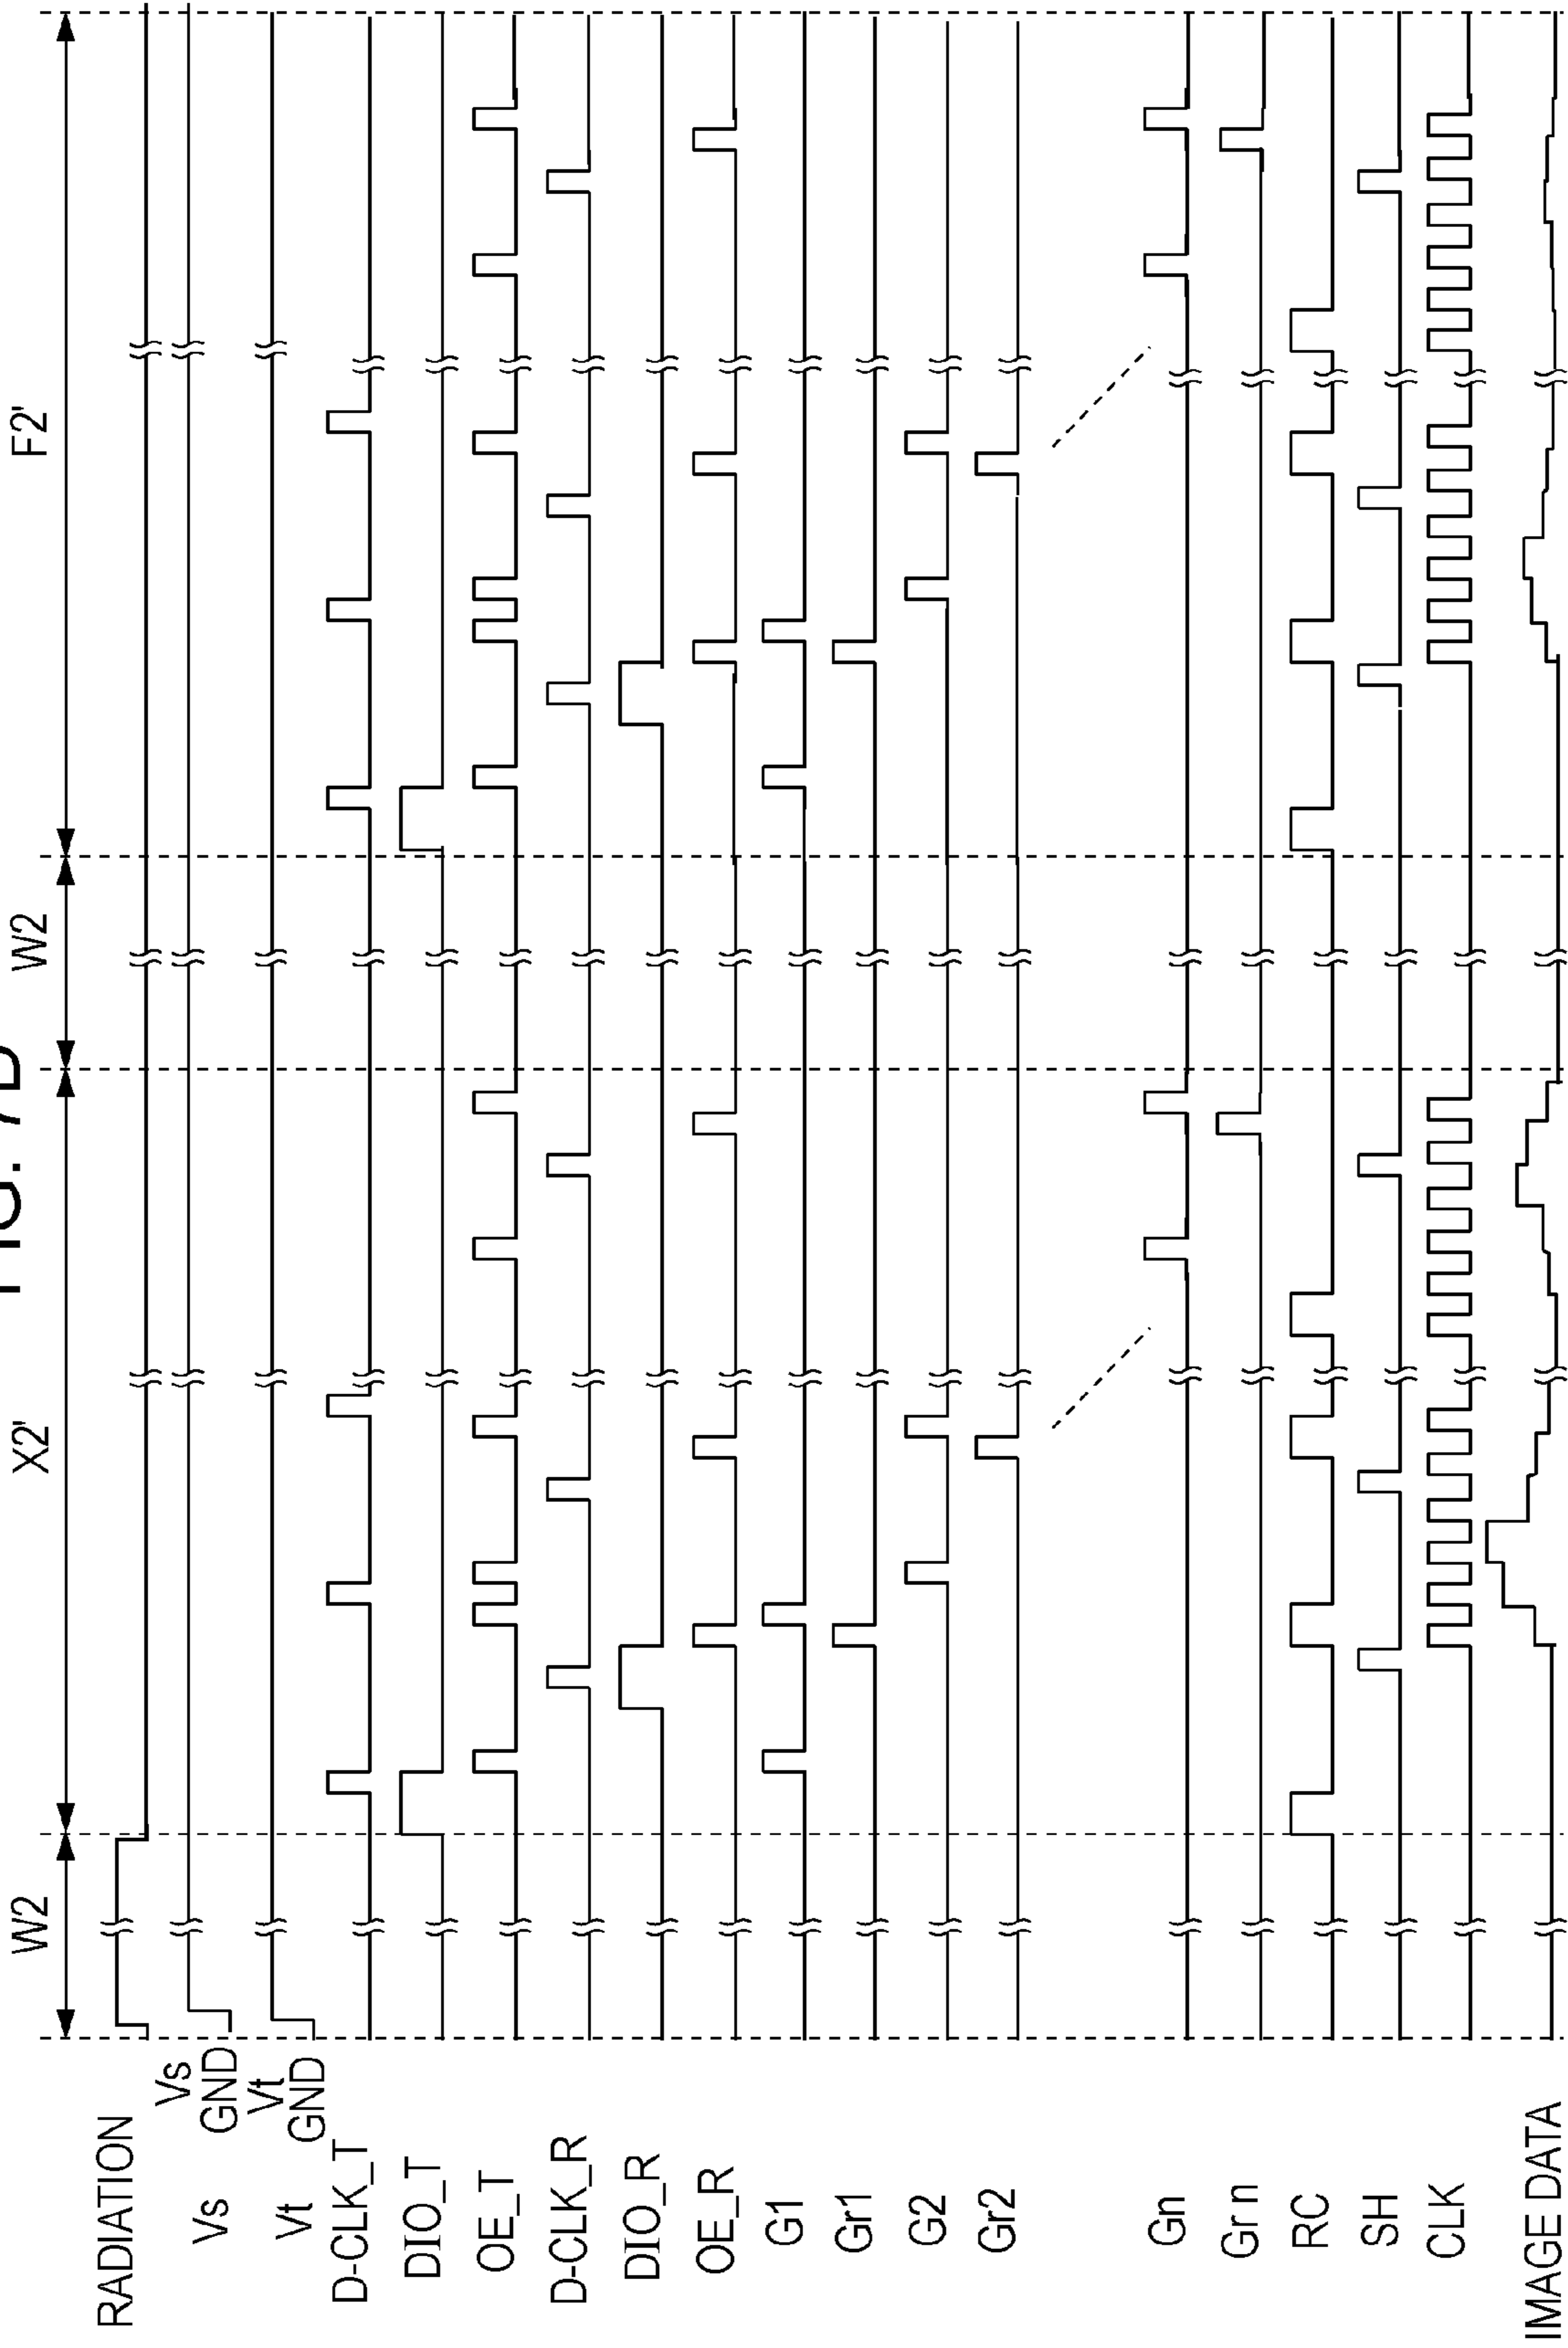 FIG.
W2 X2' W2 F2'
RADIATION
Vs
Vs
GND
Vt
Vt
GND
D-CLK_T
DIO_T
OE_T
D-CLK_R
DIO_R
OE_R
G1
Gr1
G2
Gr2
Gn
Gr n
RC
SH
CLK
IMAGE DATA